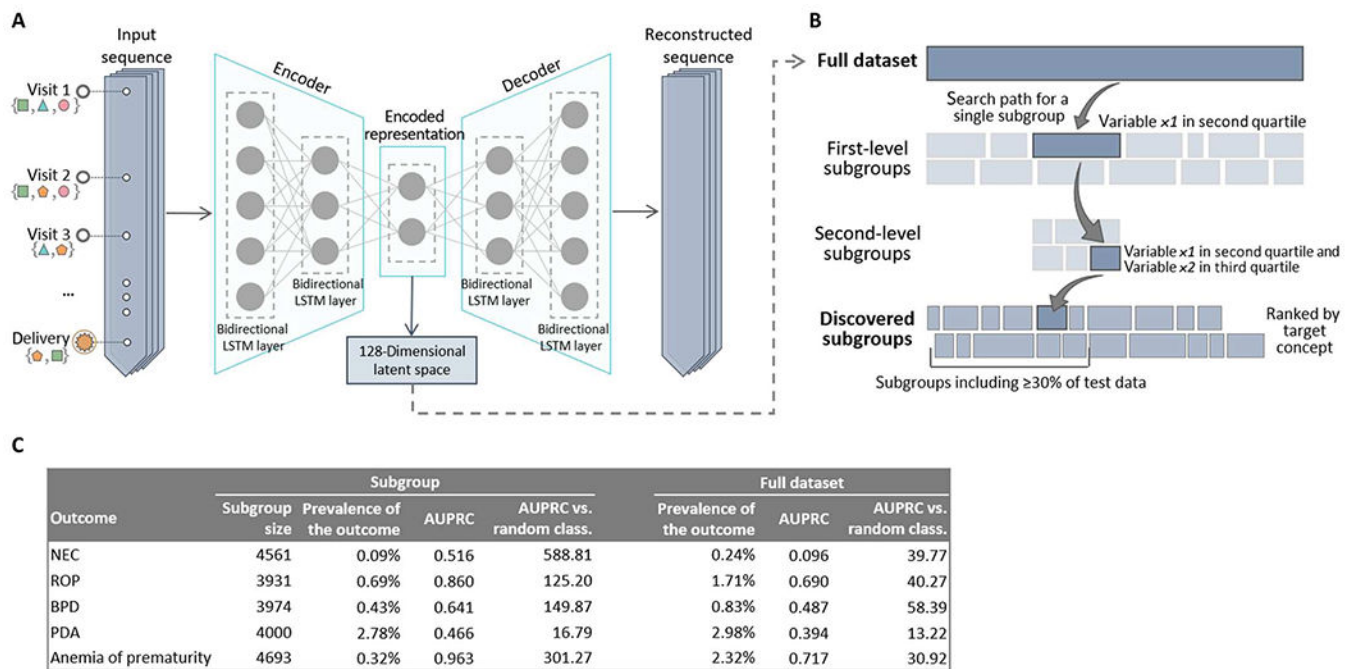 A
Input
sequence
Visit 1
{ , , }
Visit 2
{ , , }
Visit 3
{ , }
...
Delivery
{ , }
Encoder
Bidirectional
LSTM layer
Bidirectional
LSTM layer
Encoded
representation
128-Dimensional
latent space
Decoder
Bidirectional
LSTM layer
Bidirectional
LSTM layer
Reconstructed
sequence
B
Full dataset
Search path for a
single subgroup
Variable x1 in second quartile
First-level
subgroups
Second-level
subgroups
Variable x1 in second quartile and
Variable x2 in third quartile
Discovered
subgroups
Ranked by
target
concept
Subgroups including ≥30% of test data
C
Subgroup Full dataset
Outcome Subgroup size Prevalence of the outcome AUPRC AUPRC vs. random class. Prevalence of the outcome AUPRC AUPRC vs. random class.
NEC 4561 0.09% 0.516 588.81 0.24% 0.096 39.77
ROP 3931 0.69% 0.860 125.20 1.71% 0.690 40.27
BPD 3974 0.43% 0.641 149.87 0.83% 0.487 58.39
PDA 4000 2.78% 0.466 16.79 2.98% 0.394 13.22
Anemia of prematurity 4693 0.32% 0.963 301.27 2.32% 0.717 30.92